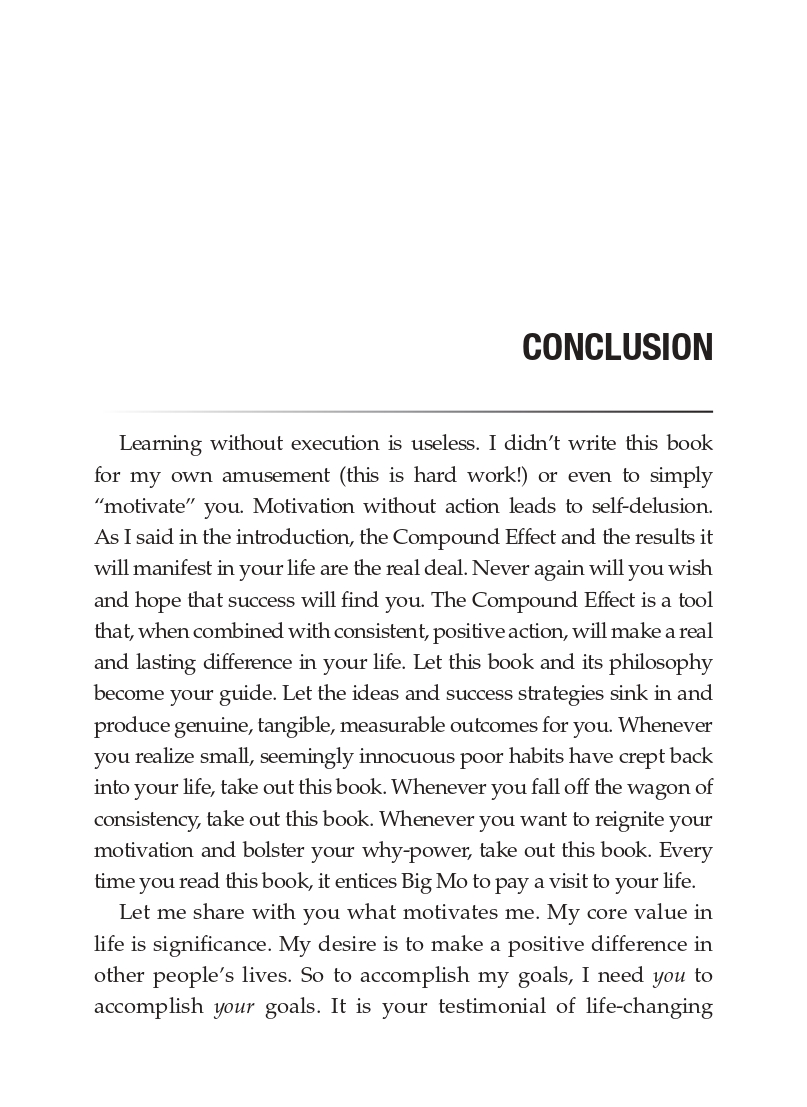 CONCLUSION
Learning without execution is useless. I didn’t write this book
for my own amusement (this is hard work!) or even to simply
“motivate” you. Motivation without action leads to self-delusion.
As I said in the introduction, the Compound Effect and the results it
will manifest in your life are the real deal. Never again will you wish
and hope that success will find you. The Compound Effect is a tool
that, when combined with consistent, positive action, will make a real
and lasting difference in your life. Let this book and its philosophy
become your guide. Let the ideas and success strategies sink in and
produce genuine, tangible, measurable outcomes for you. Whenever
you realize small, seemingly innocuous poor habits have crept back
into your life, take out this book. Whenever you fall off the wagon of
consistency, take out this book. Whenever you want to reignite your
motivation and bolster your why-power, take out this book. Every
time you read this book, it entices Big Mo to pay a visit to your life.
Let me share with you what motivates me. My core value in
life is significance. My desire is to make a positive difference in
other people’s lives. So to accomplish my goals, I need you to
accomplish your goals. It is your testimonial of life-changing